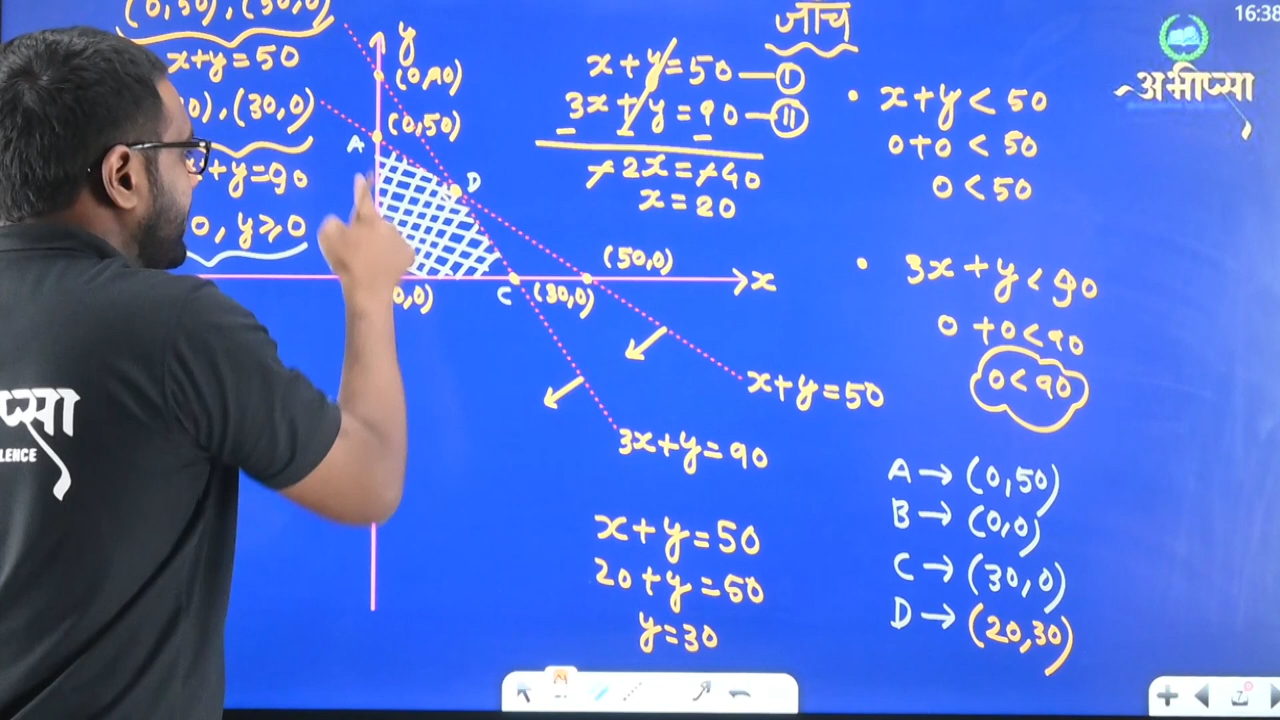 (0,50), (50,0)
x+y=50
0), (30,0)
x+y=90
0, y≥0
y
(0,90)
(0,50)
A
D
(50,0)
x
0,0)
C
(30,0)
x+y=50
3x+y=90
x+y=50 — I
3x+y=90 — II
-2x=-40
x=20
x+y=50
20+y=50
y=30
जाँच
• x+y<50
0+0<50
0<50
• 3x+y<90
0+0<90
0<90
A→(0,50)
B→(0,0)
C→(30,0)
D→(20,30)
16:38
अभीप्सा
प्सा
LENCE